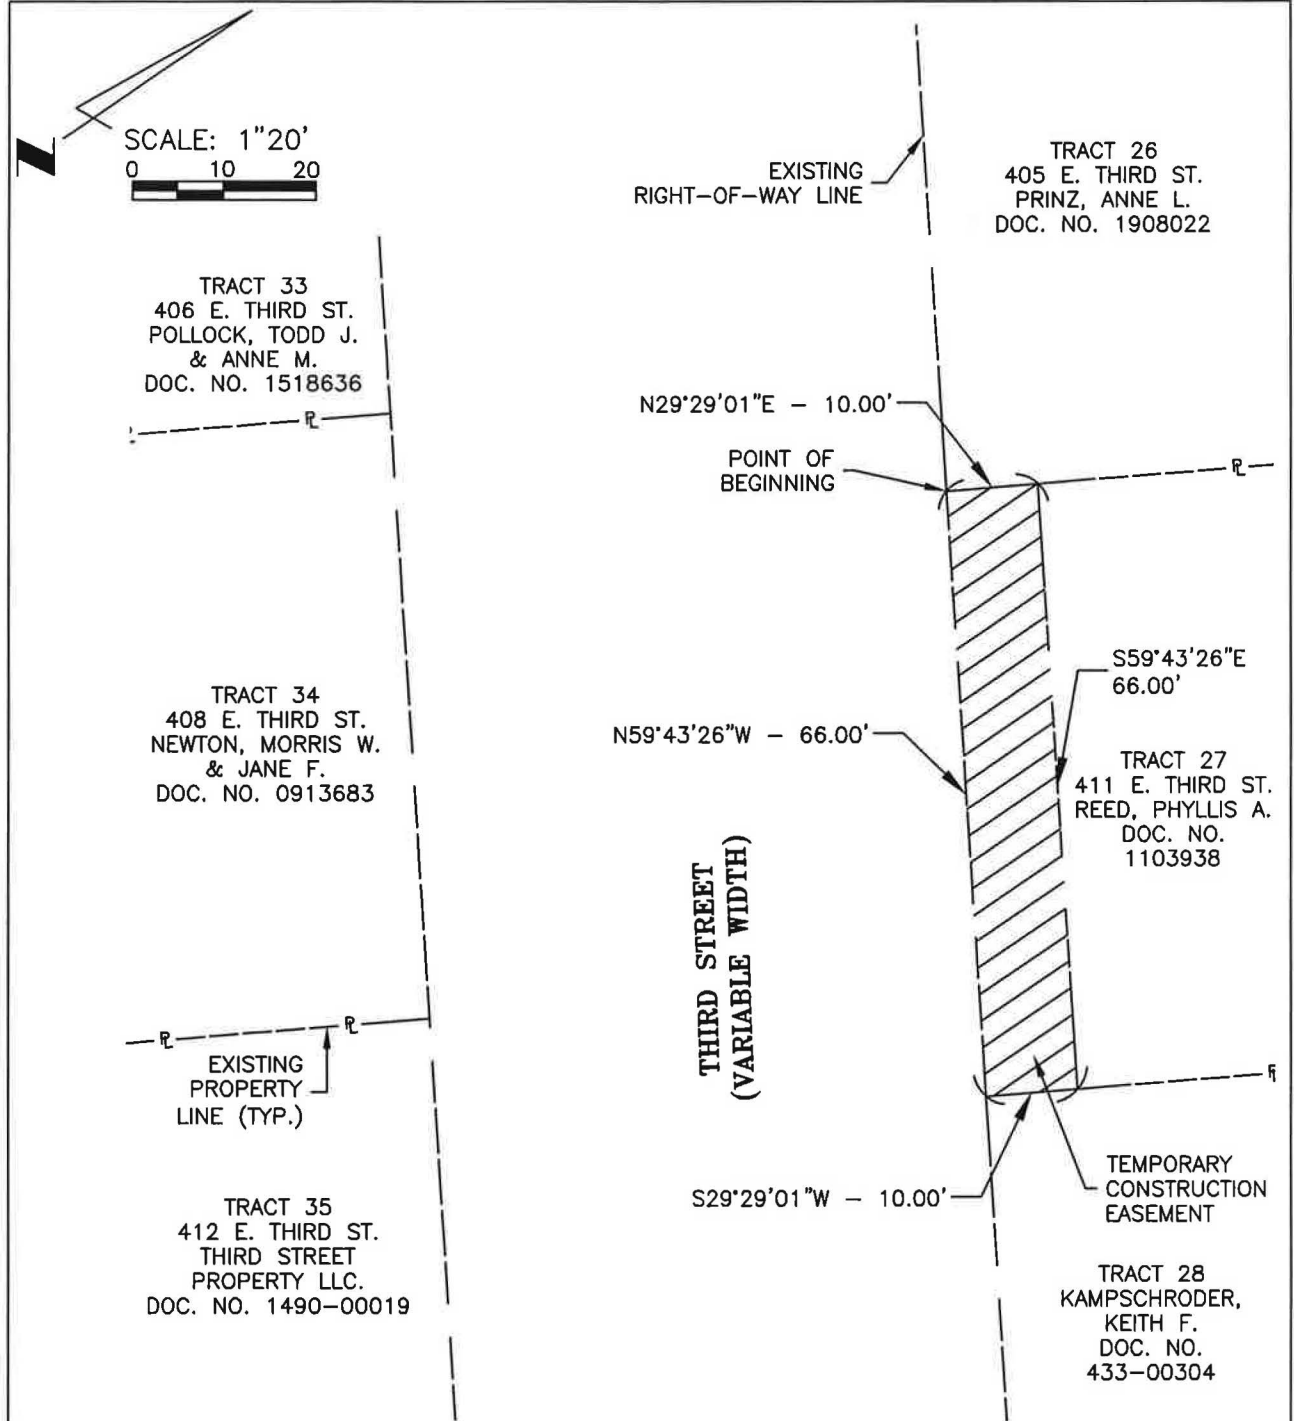 N
SCALE: 1"20'
0 10 20
EXISTING
RIGHT-OF-WAY LINE
TRACT 26
405 E. THIRD ST.
PRINZ, ANNE L.
DOC. NO. 1908022
TRACT 33
406 E. THIRD ST.
POLLOCK, TODD J.
& ANNE M.
DOC. NO. 1518636
PL
N29°29'01"E - 10.00'
POINT OF
BEGINNING
PL
TRACT 34
408 E. THIRD ST.
NEWTON, MORRIS W.
& JANE F.
DOC. NO. 0913683
N59°43'26"W - 66.00'
S59°43'26"E
66.00'
TRACT 27
411 E. THIRD ST.
REED, PHYLLIS A.
DOC. NO.
1103938
THIRD STREET
(VARIABLE WIDTH)
PL PL
EXISTING
PROPERTY
LINE (TYP.)
S29°29'01"W - 10.00'
TEMPORARY
CONSTRUCTION
EASEMENT
TRACT 35
412 E. THIRD ST.
THIRD STREET
PROPERTY LLC.
DOC. NO. 1490-00019
TRACT 28
KAMPSCHRODER,
KEITH F.
DOC. NO.
433-00304